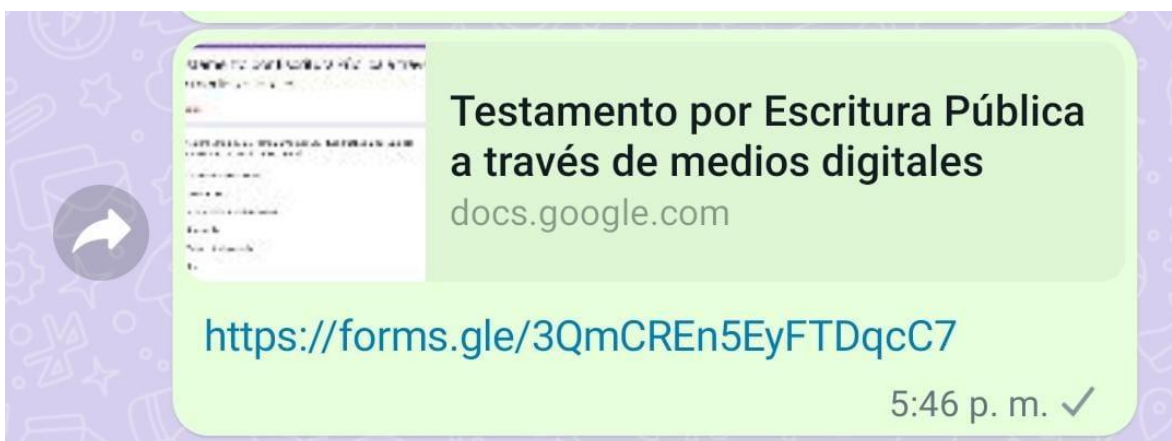 Testamento por Escritura Pública
a través de medios digitales
docs.google.com
https://forms.gle/3QmCREn5EyFTDqcC7
5:46 p. m.